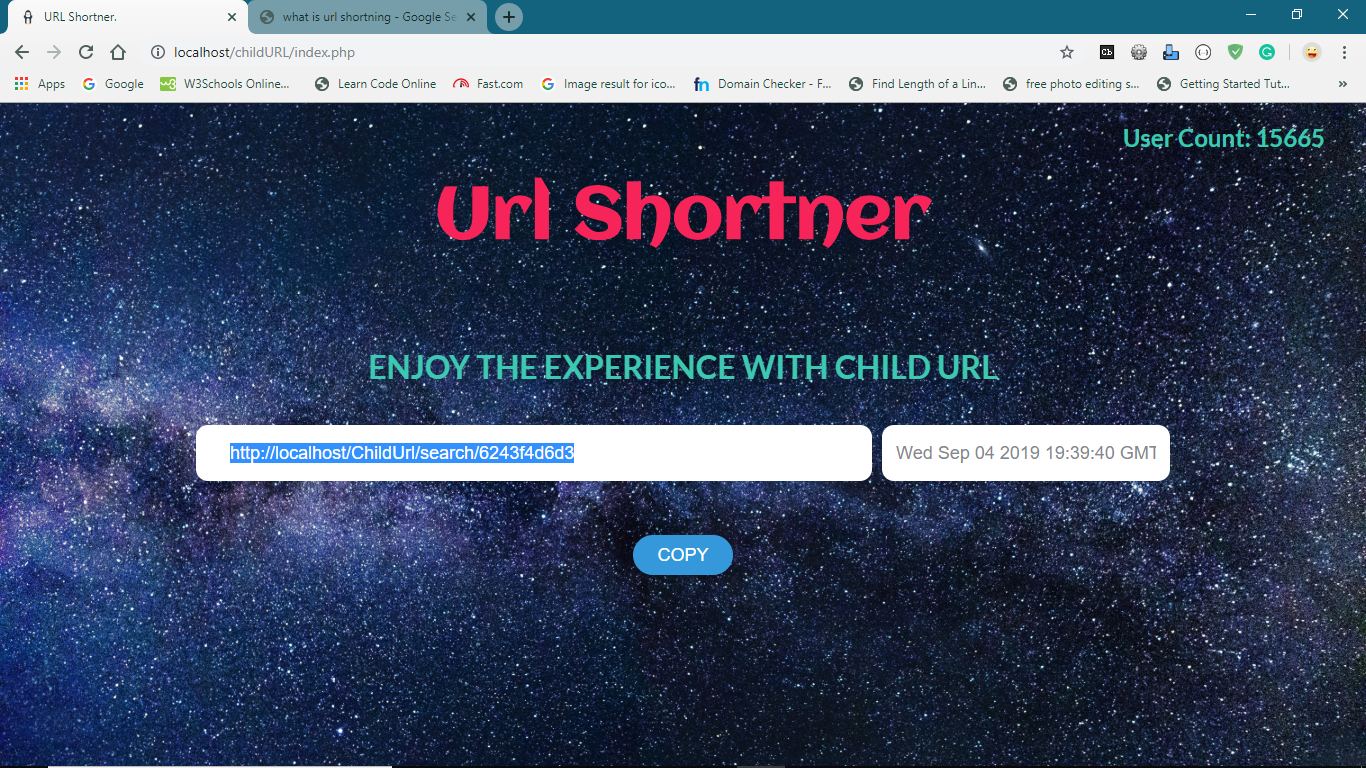 URL Shortner.
what is url shortning - Google Se
localhost/childURL/index.php
Apps Google W3Schools Online... Learn Code Online Fast.com Image result for ico... Domain Checker - F... Find Length of a Lin... free photo editing s... Getting Started Tut... »
User Count: 15665
Url Shortner
ENJOY THE EXPERIENCE WITH CHILD URL
http://localhost/ChildUrl/search/6243f4d6d3
Wed Sep 04 2019 19:39:40 GMT
COPY